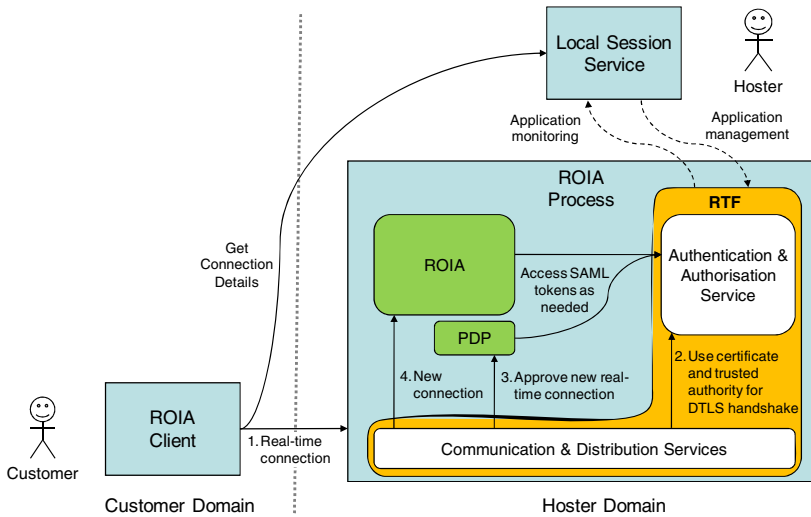 Local Session
Service
Hoster
Application
monitoring
Application
management
ROIA
Process
RTF
Get
Connection
Details
ROIA
Access SAML
tokens as
needed
Authentication &
Authorisation
Service
PDP
4. New
connection
3. Approve new real-
time connection
2. Use certificate
and trusted
authority for
DTLS handshake
ROIA
Client
Customer
1. Real-time
connection
Communication & Distribution Services
Customer Domain
Hoster Domain